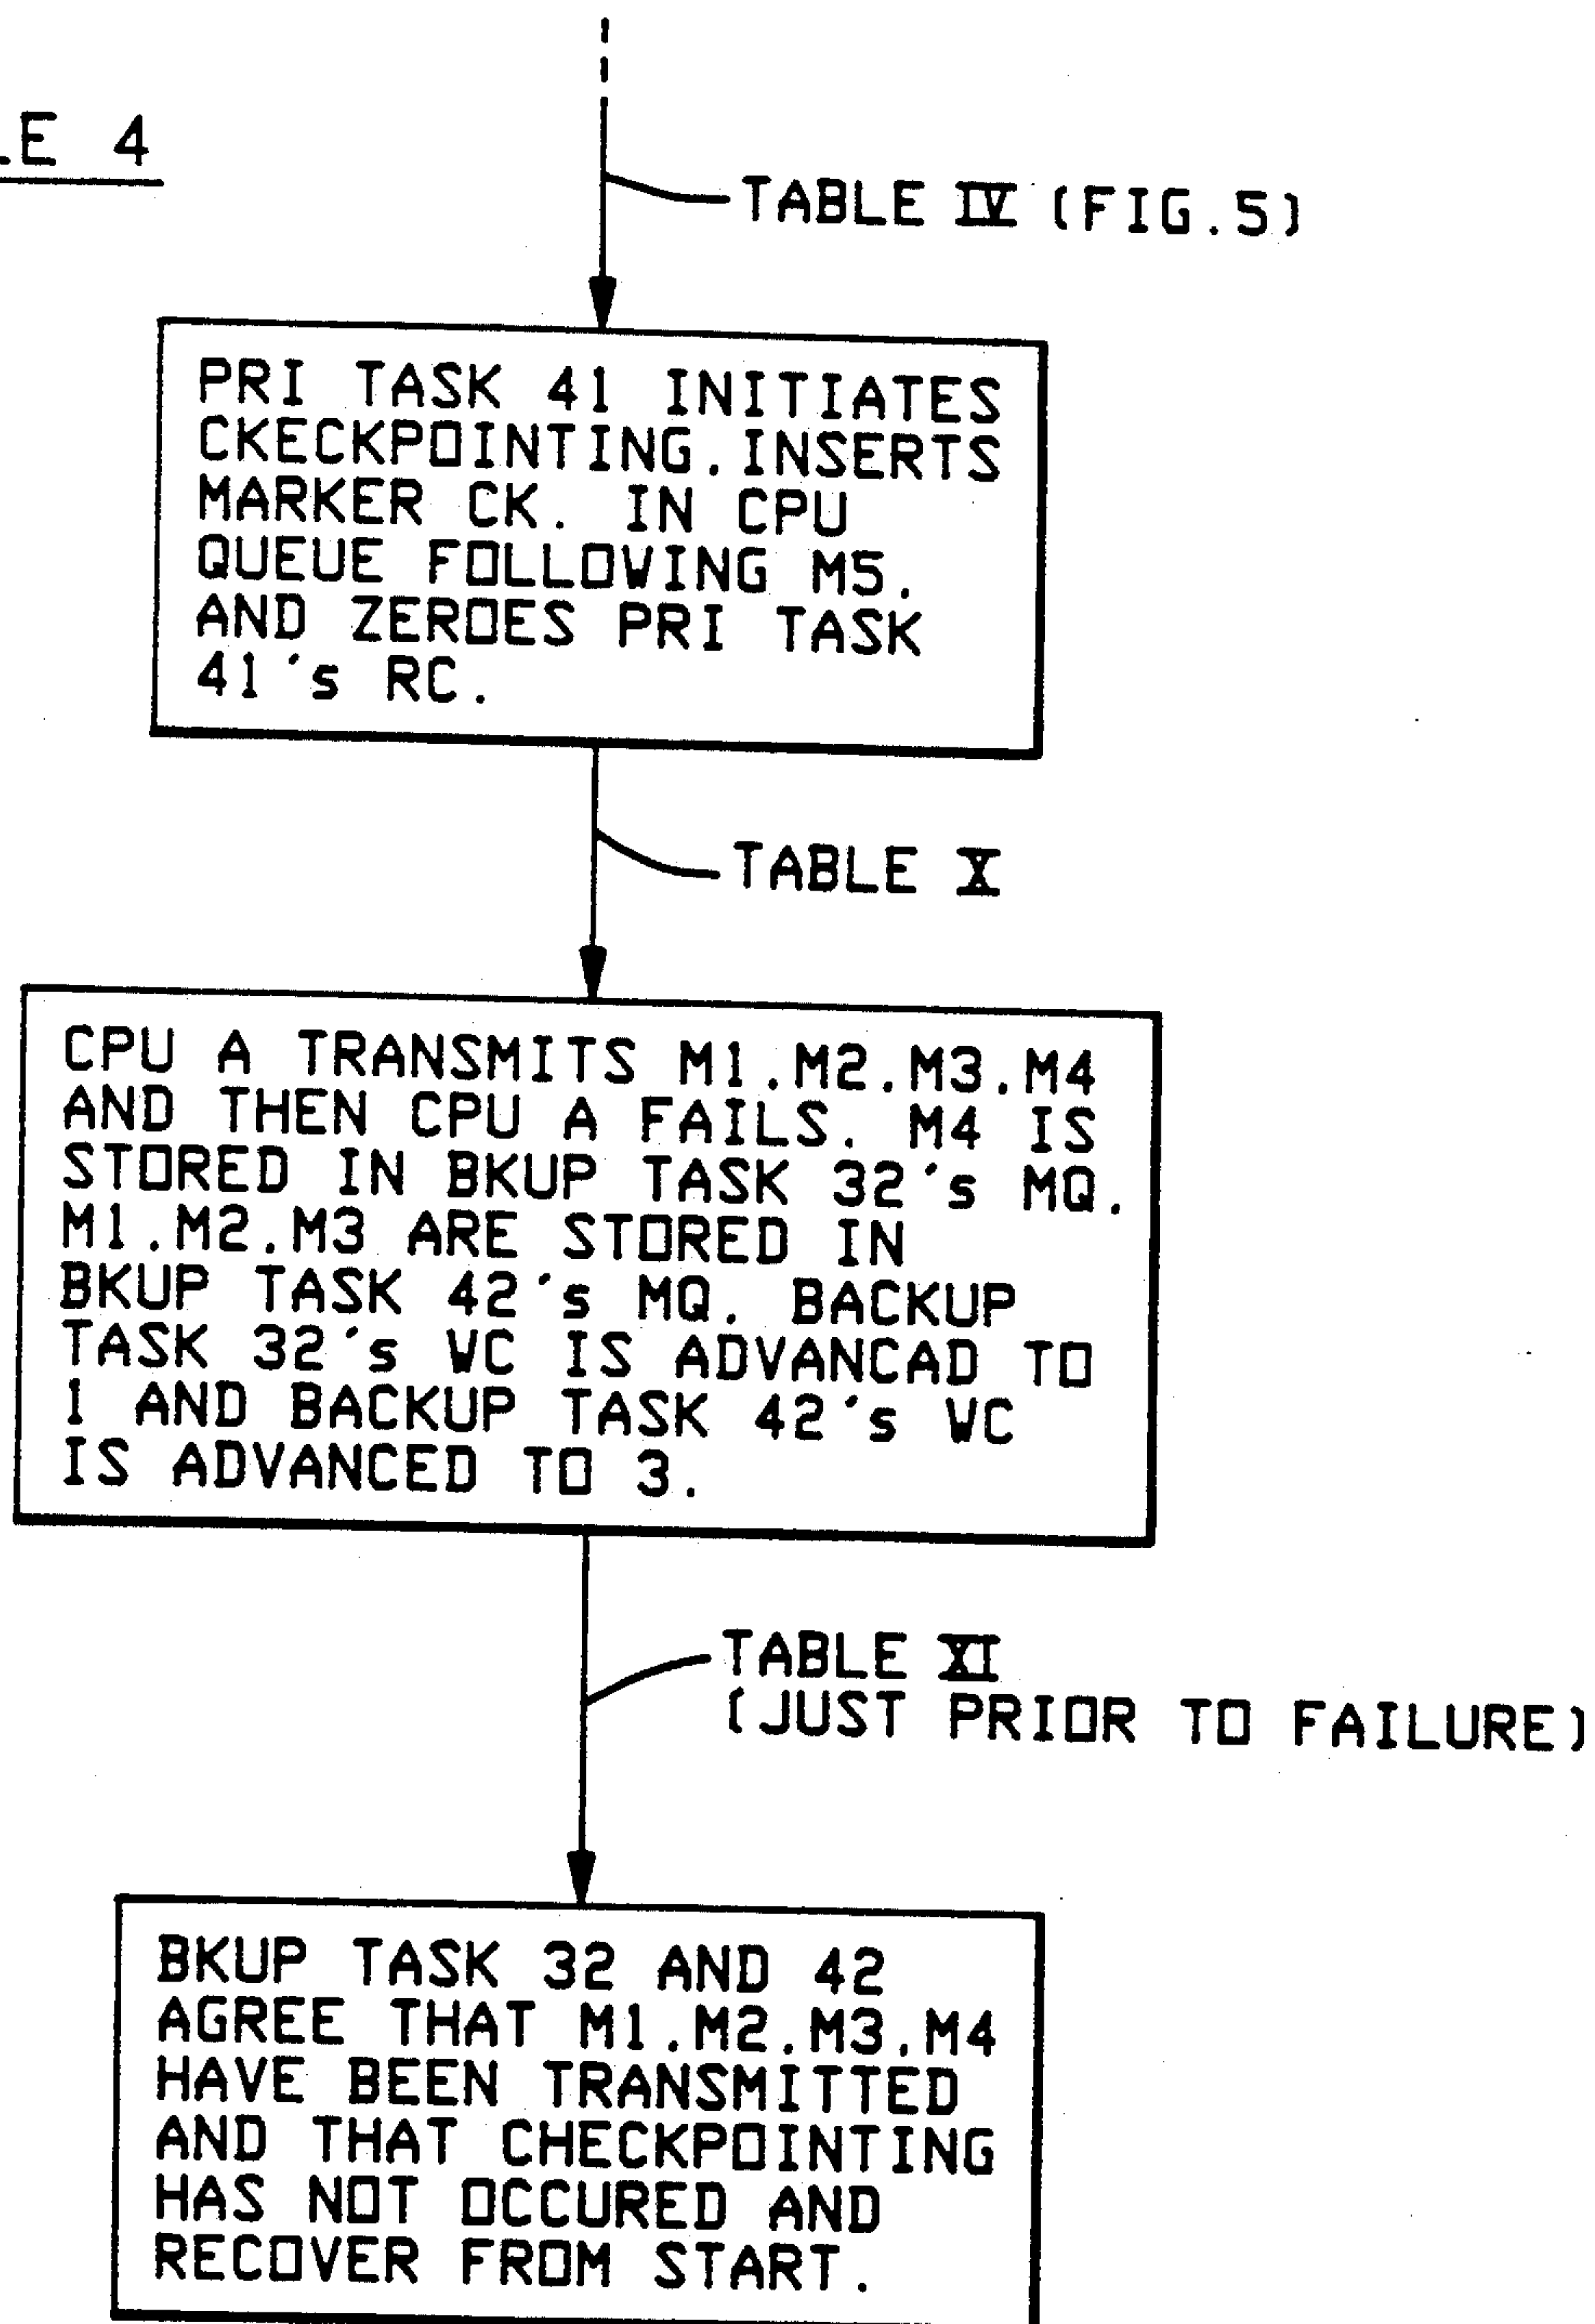 LE 4
TABLE IV (FIG.5)
PRI TASK 41 INITIATES
CKECKPOINTING.INSERTS
MARKER CK. IN CPU
QUEUE FOLLOWING M5.
AND ZEROES PRI TASK
41's RC.
TABLE X
CPU A TRANSMITS M1.M2.M3.M4
AND THEN CPU A FAILS. M4 IS
STORED IN BKUP TASK 32's MQ.
M1.M2.M3 ARE STORED IN
BKUP TASK 42's MQ. BACKUP
TASK 32's WC IS ADVANCAD TO
1 AND BACKUP TASK 42's WC
IS ADVANCED TO 3.
TABLE XI
(JUST PRIOR TO FAILURE)
BKUP TASK 32 AND 42
AGREE THAT M1.M2.M3.M4
HAVE BEEN TRANSMITTED
AND THAT CHECKPOINTING
HAS NOT OCCURED AND
RECOVER FROM START.